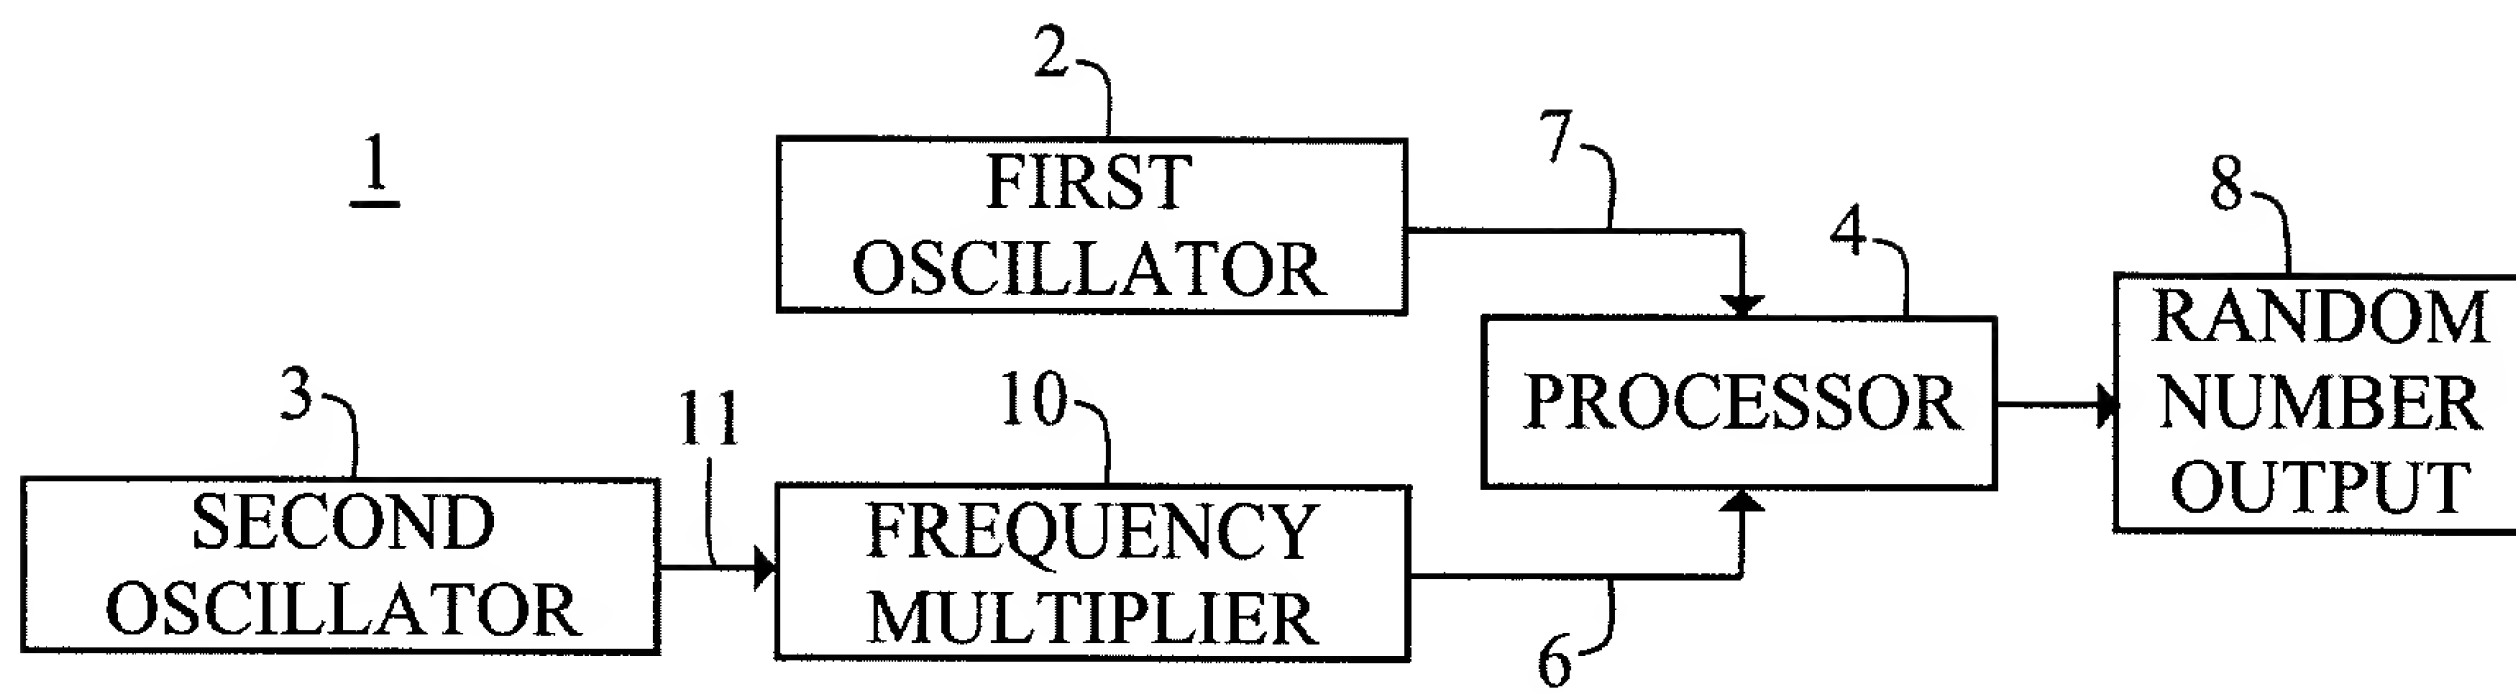 1
2
FIRST
OSCILLATOR
7
4
8
RANDOM
NUMBER
OUTPUT
PROCESSOR
3
SECOND
OSCILLATOR
11
10
FREQUENCY
MULTIPLIER
6